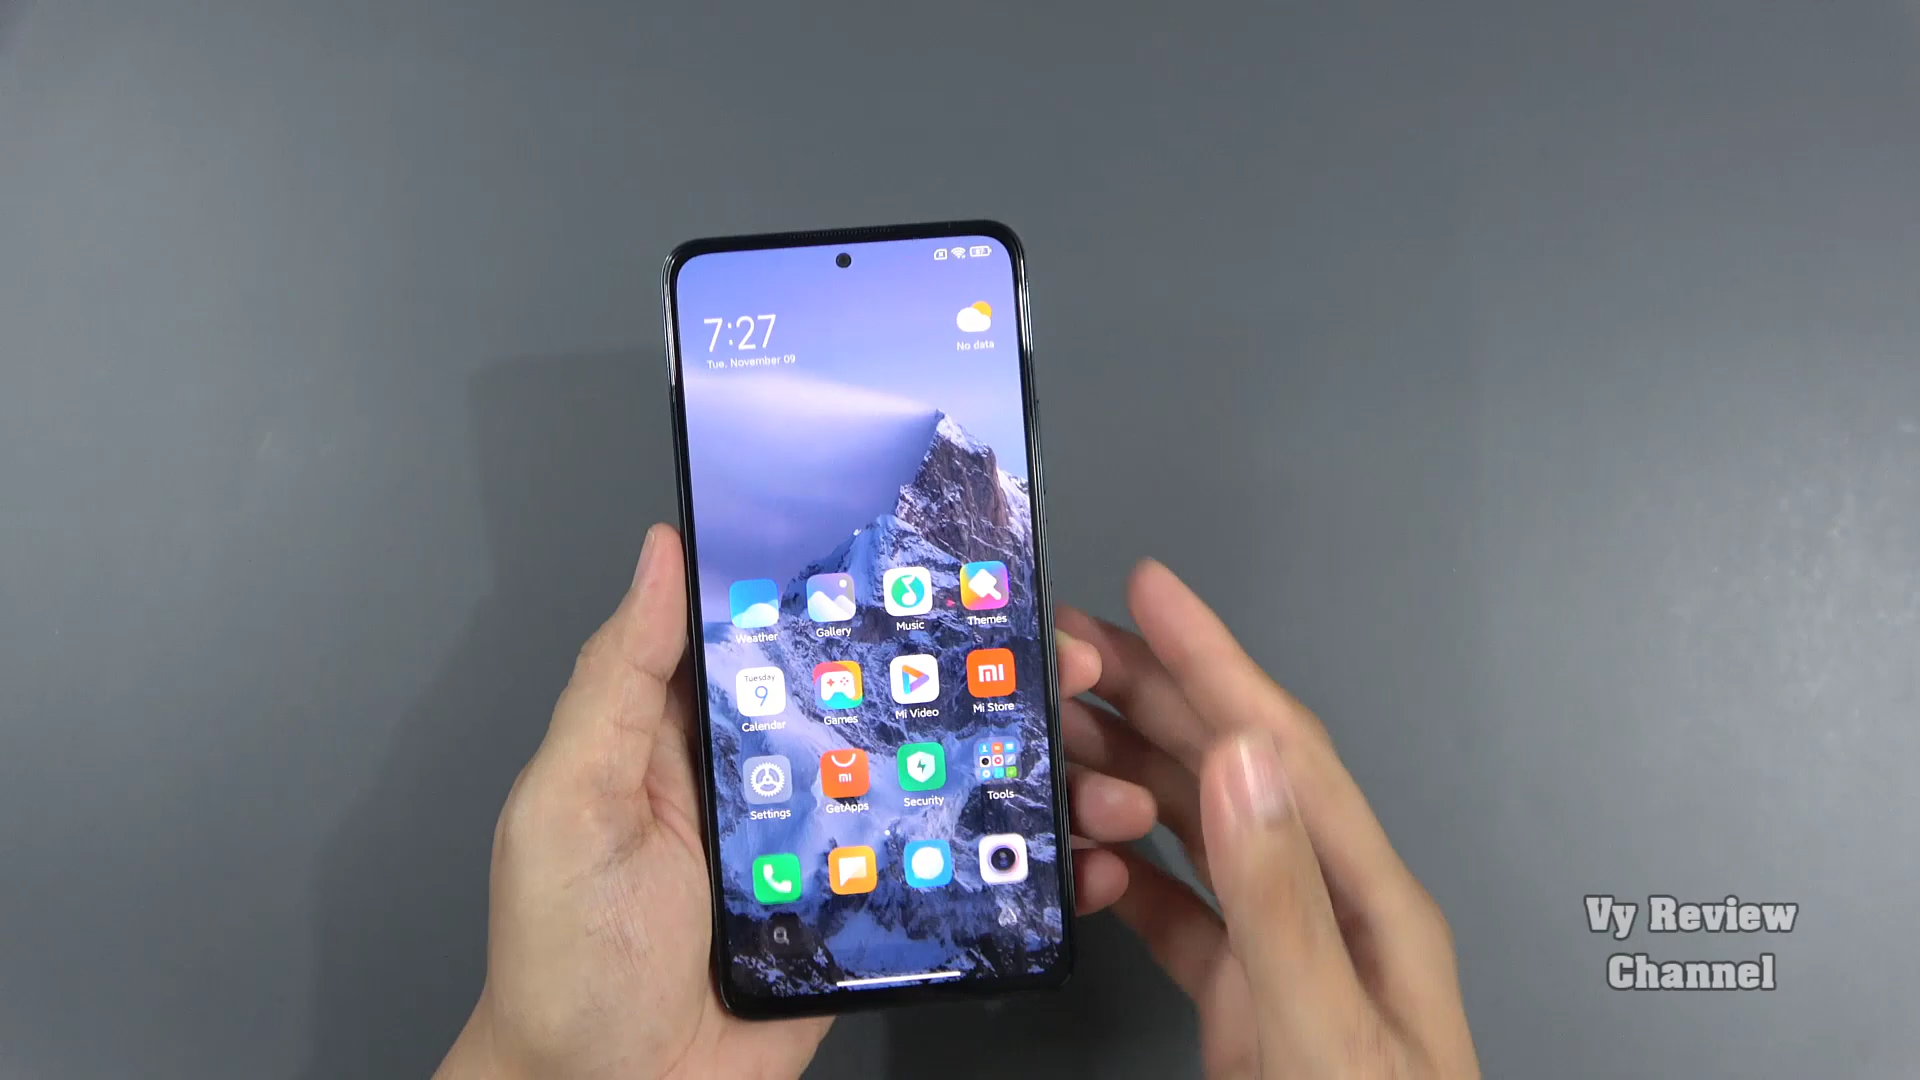 7:27
Tue, November 09
No data
Weather
Gallery
Music
Themes
Tuesday
9
Calendar
Games
Mi Video
mi
Mi Store
Settings
mi
GetApps
Security
Tools
Vy Review
Channel